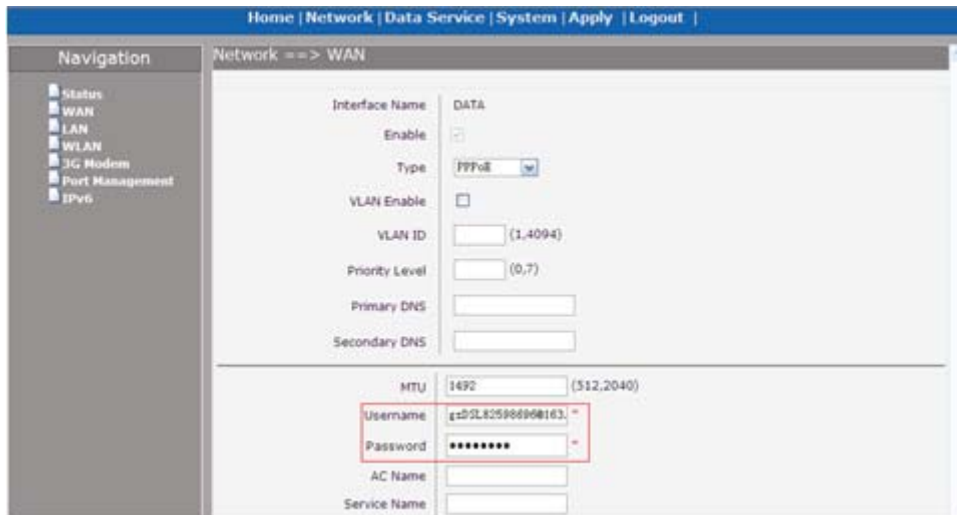 Home | Network | Data Service | System | Apply | Logout |
Navigation
Status
WAN
LAN
WLAN
3G Modem
Port Management
IPv6
Network ==> WAN
Interface Name DATA
Enable
Type PPPoE
VLAN Enable
VLAN ID (1,4094)
Priority Level (0,7)
Primary DNS
Secondary DNS
MTU 1492 (512,2040)
Username gzDSL82598696@163. *
Password •••••••• *
AC Name
Service Name